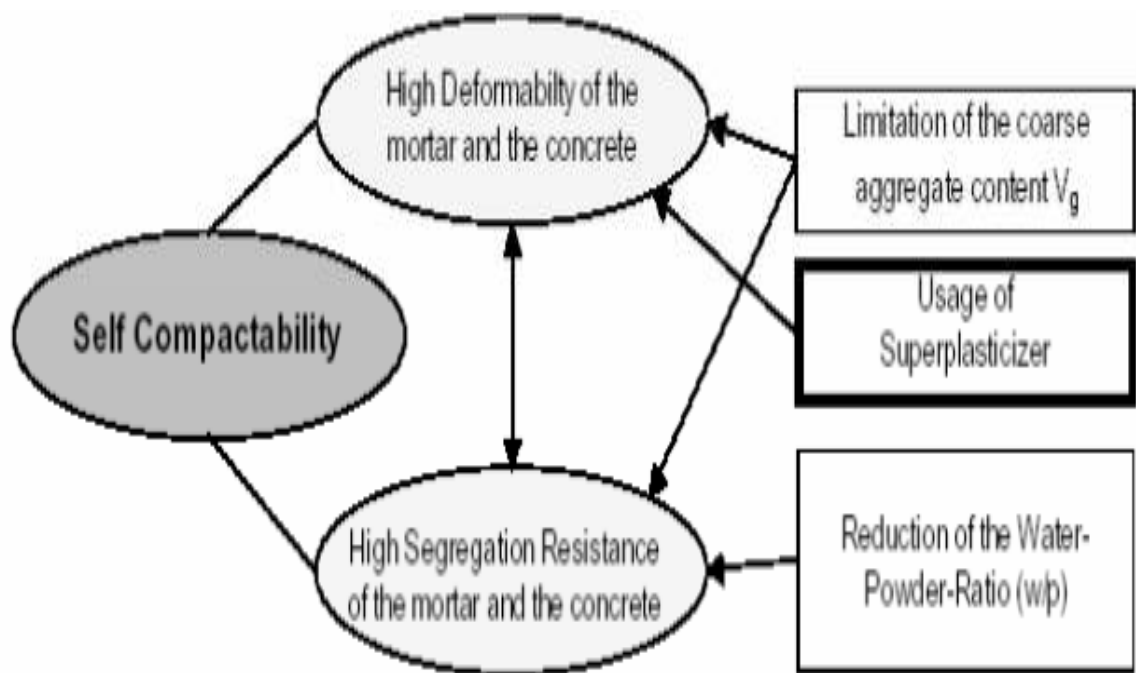 High Deformabilty of the
mortar and the concrete
Limitation of the coarse
aggregate content Vg
Usage of
Superplasticizer
Self Compactability
High Segregation Resistance
of the mortar and the concrete
Reduction of the Water-
Powder-Ratio (w/p)